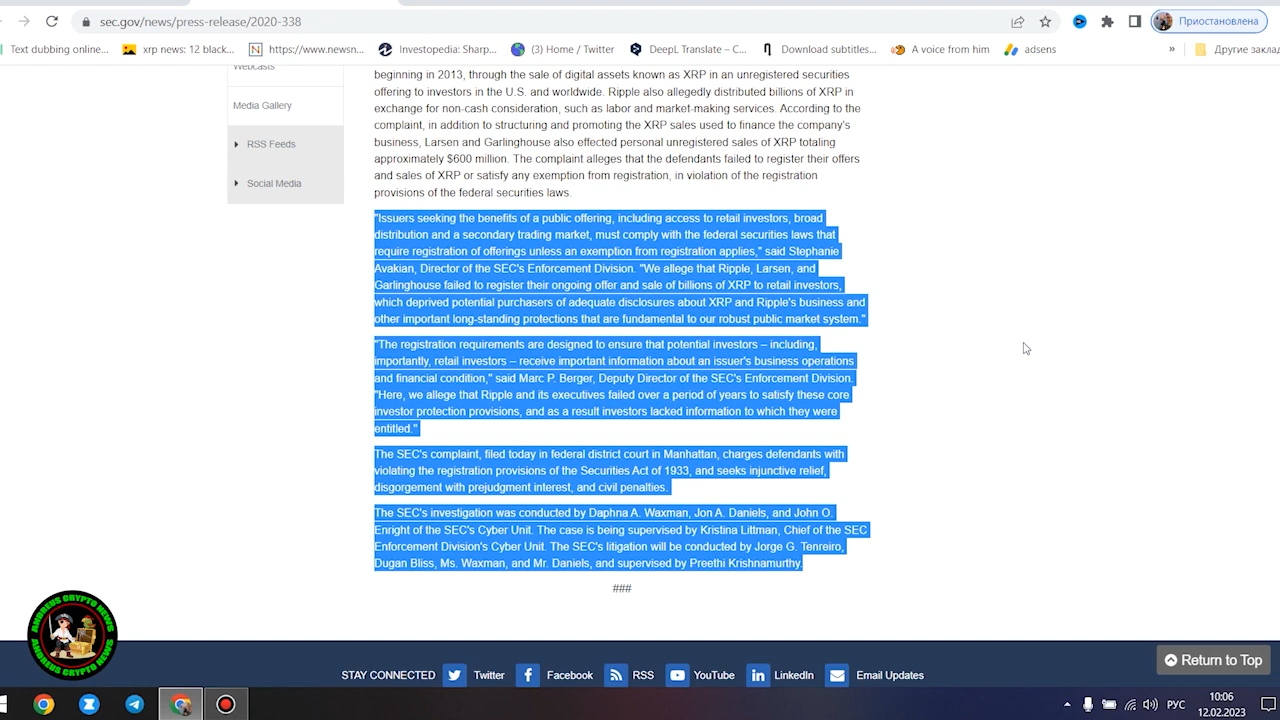 sec.gov/news/press-release/2020-338
Приостановлена
Text dubbing online...
xrp news: 12 black...
https://www.newsn...
Investopedia: Sharp...
(3) Home / Twitter
DeepL Translate – C...
Download subtitles...
A voice from him
adsens
»
Другие закла
Webcasts
Media Gallery
RSS Feeds
Social Media
beginning in 2013, through the sale of digital assets known as XRP in an unregistered securities
offering to investors in the U.S. and worldwide. Ripple also allegedly distributed billions of XRP in
exchange for non-cash consideration, such as labor and market-making services. According to the
complaint, in addition to structuring and promoting the XRP sales used to finance the company's
business, Larsen and Garlinghouse also effected personal unregistered sales of XRP totaling
approximately $600 million. The complaint alleges that the defendants failed to register their offers
and sales of XRP or satisfy any exemption from registration, in violation of the registration
provisions of the federal securities laws.
"Issuers seeking the benefits of a public offering, including access to retail investors, broad
distribution and a secondary trading market, must comply with the federal securities laws that
require registration of offerings unless an exemption from registration applies," said Stephanie
Avakian, Director of the SEC's Enforcement Division. "We allege that Ripple, Larsen, and
Garlinghouse failed to register their ongoing offer and sale of billions of XRP to retail investors,
which deprived potential purchasers of adequate disclosures about XRP and Ripple's business and
other important long-standing protections that are fundamental to our robust public market system."
"The registration requirements are designed to ensure that potential investors – including,
importantly, retail investors – receive important information about an issuer's business operations
and financial condition," said Marc P. Berger, Deputy Director of the SEC's Enforcement Division.
"Here, we allege that Ripple and its executives failed over a period of years to satisfy these core
investor protection provisions, and as a result investors lacked information to which they were
entitled."
The SEC's complaint, filed today in federal district court in Manhattan, charges defendants with
violating the registration provisions of the Securities Act of 1933, and seeks injunctive relief,
disgorgement with prejudgment interest, and civil penalties.
The SEC's investigation was conducted by Daphna A. Waxman, Jon A. Daniels, and John O.
Enright of the SEC's Cyber Unit. The case is being supervised by Kristina Littman, Chief of the SEC
Enforcement Division's Cyber Unit. The SEC's litigation will be conducted by Jorge G. Tenreiro,
Dugan Bliss, Ms. Waxman, and Mr. Daniels, and supervised by Preethi Krishnamurthy.
###
ANDREUS CRYPTO NEWS
ANDREUS CRYPTO NEWS
Return to Top
STAY CONNECTED
Twitter
Facebook
RSS
YouTube
LinkedIn
Email Updates
РУС
10:06
12.02.2023